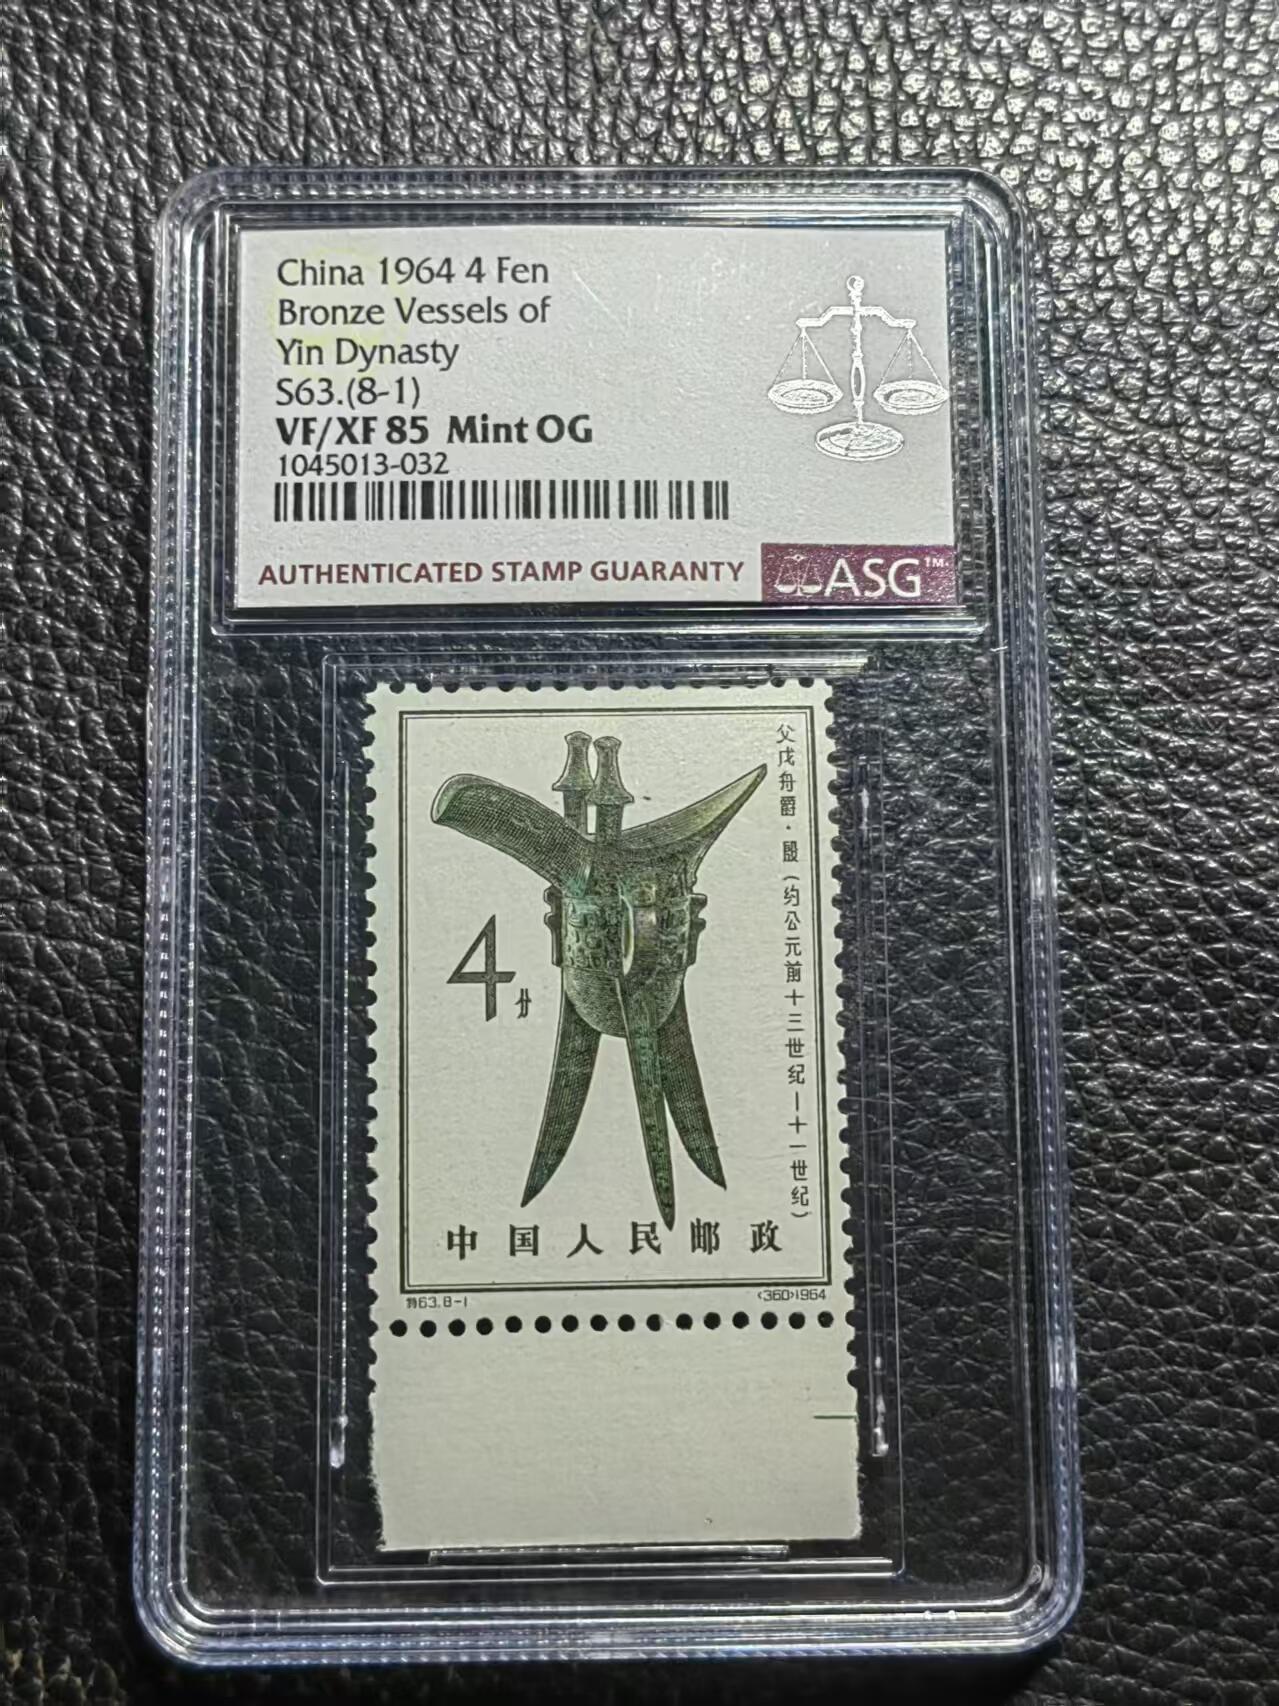 China 1964 4 Fen
Bronze Vessels of
Yin Dynasty
S63.(8-1)
VF/XF 85 Mint OG
1045013-032
AUTHENTICATED STAMP GUARANTY
ASG™
父戊舟爵·殷(约公元前十三世纪—十一世纪)
4分
中国人民邮政
特63.8-1
(360)1964